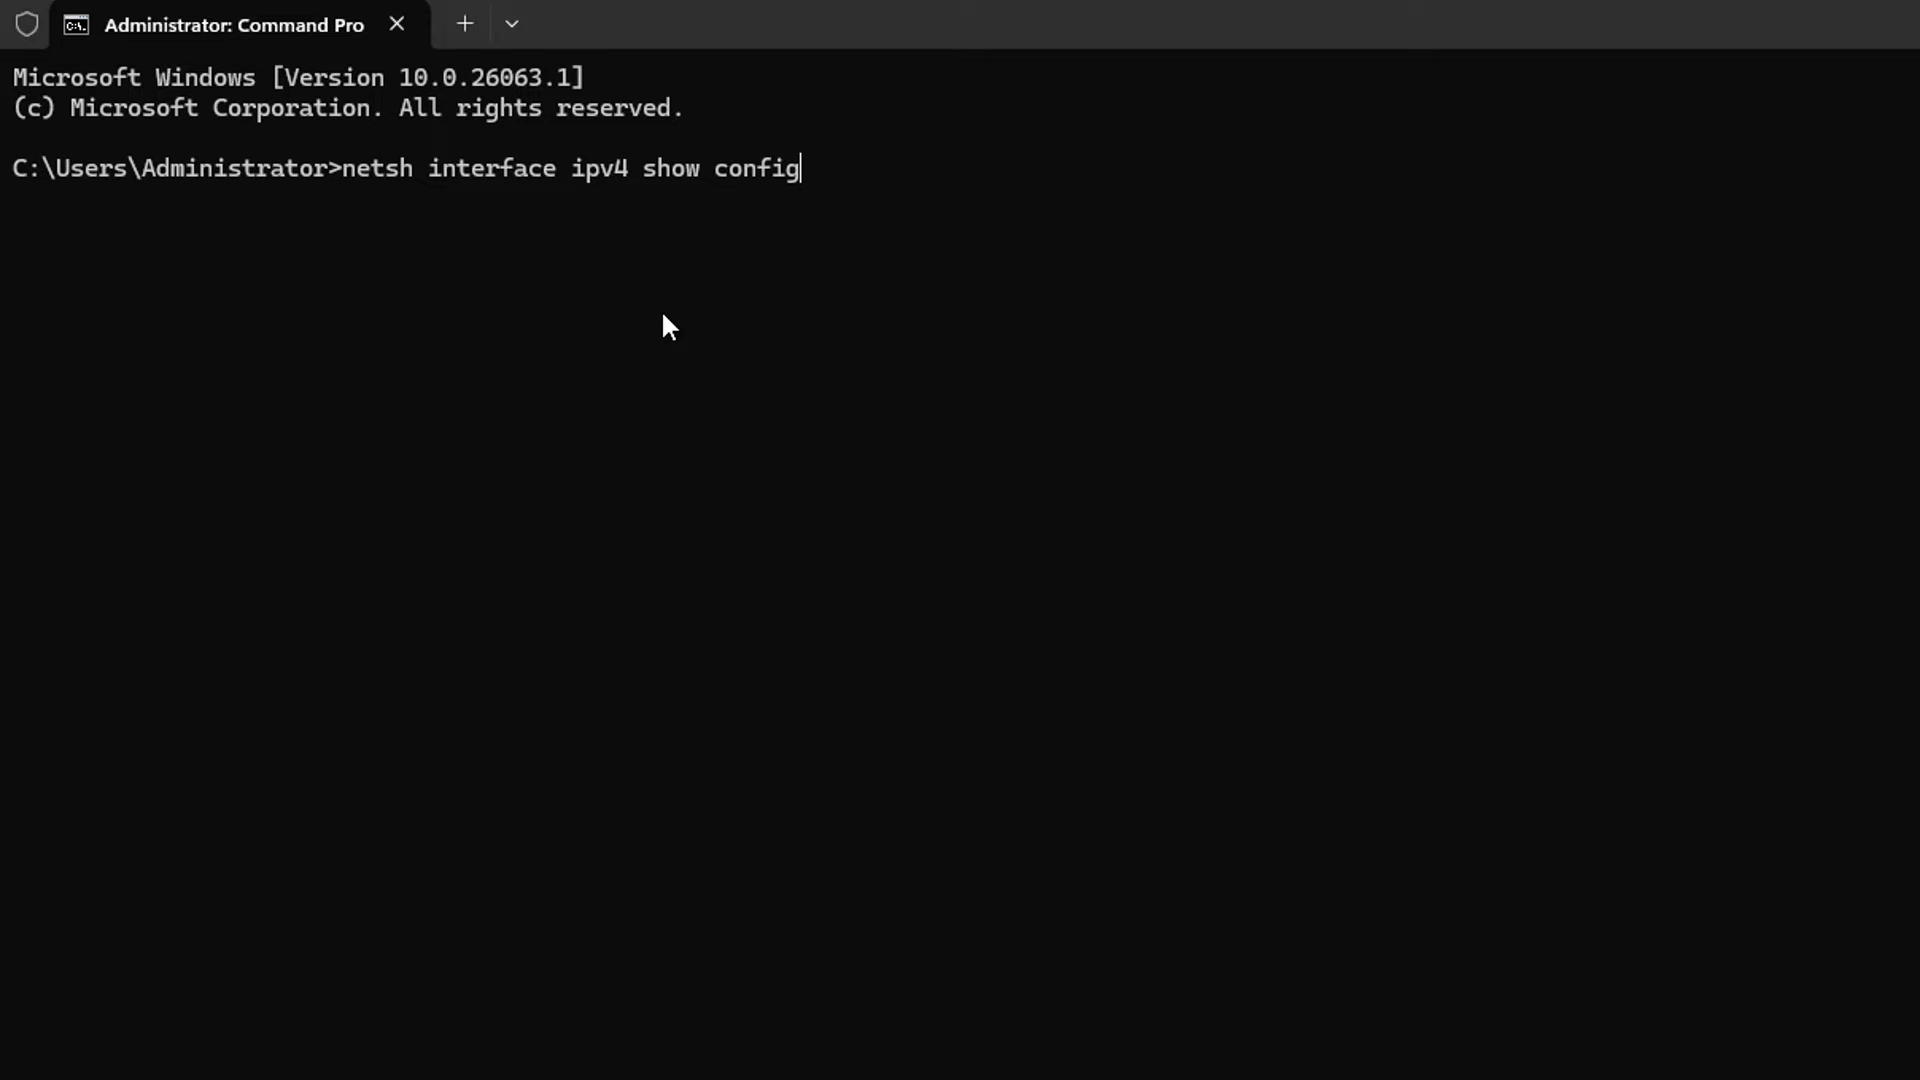 Administrator: Command Pro
Microsoft Windows [Version 10.0.26063.1]
(c) Microsoft Corporation. All rights reserved.
C:\Users\Administrator>netsh interface ipv4 show config